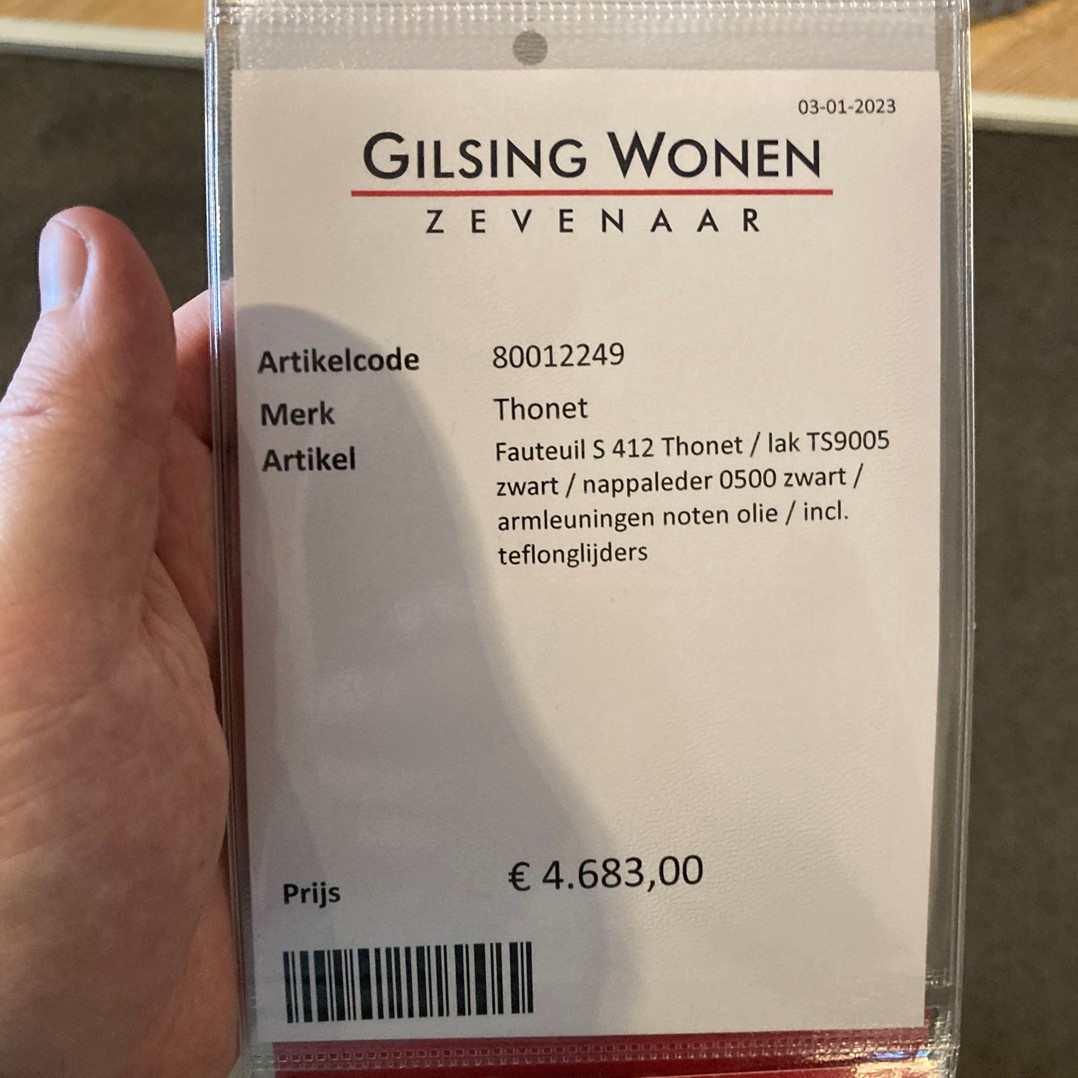 03-01-2023
GILSING WONEN
ZEVENAAR
Artikelcode 80012249
Merk Thonet
Artikel Fauteuil S 412 Thonet / lak TS9005
zwart / nappaleder 0500 zwart /
armleuningen noten olie / incl.
teflonglijders
Prijs € 4.683,00